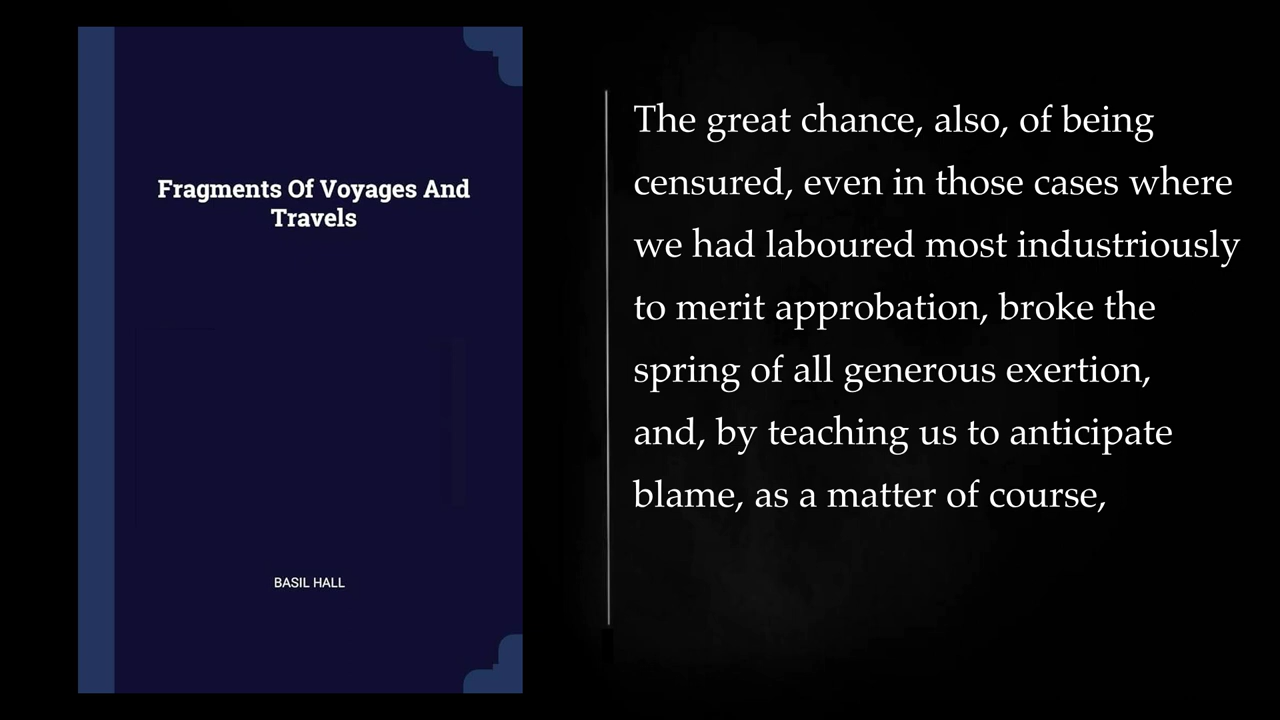 Fragments Of Voyages And
Travels
BASIL HALL
The great chance, also, of being
censured, even in those cases where
we had laboured most industriously
to merit approbation, broke the
spring of all generous exertion,
and, by teaching us to anticipate
blame, as a matter of course,